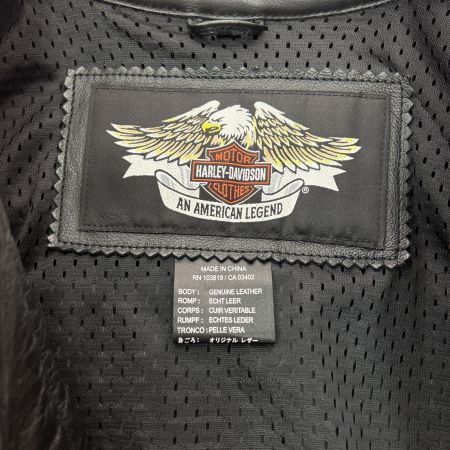 MOTOR
HARLEY-DAVIDSON
CLOTHES
®
AN AMERICAN LEGEND
MADE IN CHINA
RN 103819 / CA 03402
BODY : GENUINE LEATHER
ROMP : ECHT LEER
CORPS : CUIR VERITABLE
RUMPF : ECHTES LEDER
TRONCO : PELLE VERA
身ごろ : オリジナル レザー